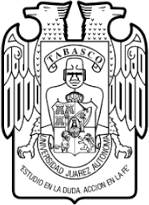 TABASCO
UNIVERSIDAD JUAREZ AUTONOMA
ESTUDIO EN LA DUDA. ACCION EN LA FE